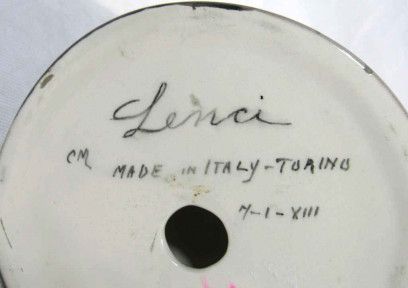 Lenci
CM MADE IN ITALY-TORINO
7-1-XIII